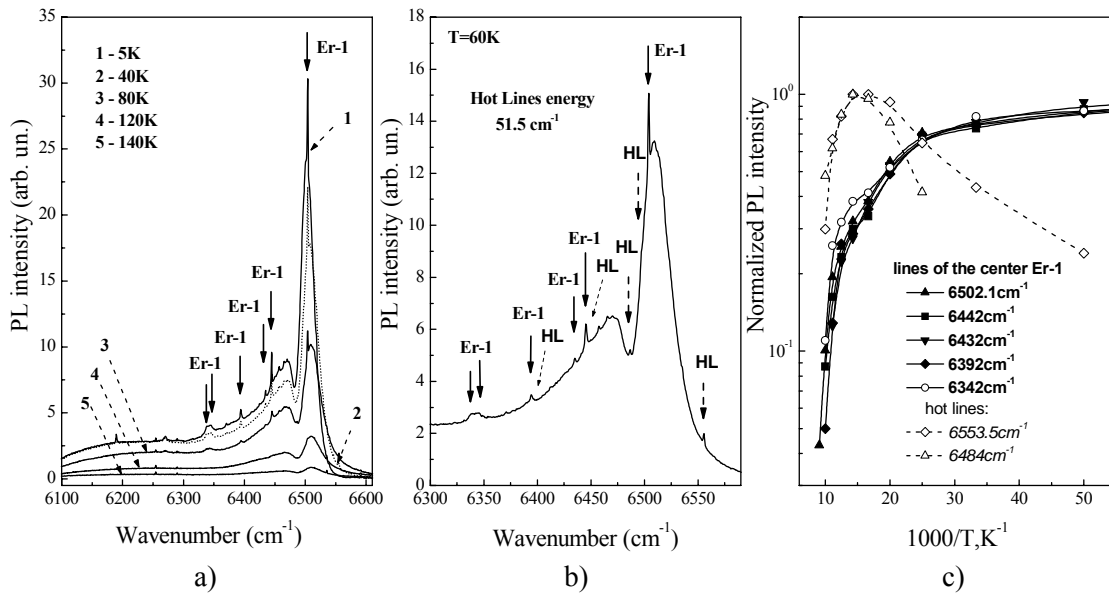 35
30
25
20
15
10
5
0
PL intensity (arb. un.)
1 - 5K
2 - 40K
3 - 80K
4 - 120K
5 - 140K
Er-1
1
Er-1
Er-1
Er-1
Er-1
3
4
5
2
6100 6200 6300 6400 6500 6600
Wavenumber (cm⁻¹)
a)
18
16
14
12
10
8
6
4
2
0
PL intensity (arb. un.)
T=60K
Er-1
Hot Lines energy
51.5 cm⁻¹
HL
HL
Er-1
Er-1
HL
Er-1
HL
Er-1
HL
6300 6350 6400 6450 6500 6550
Wavenumber (cm⁻¹)
b)
10⁰
10⁻¹
Normalized PL intensity
lines of the center Er-1
6502.1cm⁻¹
6442cm⁻¹
6432cm⁻¹
6392cm⁻¹
6342cm⁻¹
hot lines:
6553.5cm⁻¹
6484cm⁻¹
10 20 30 40 50
1000/T,K⁻¹
c)